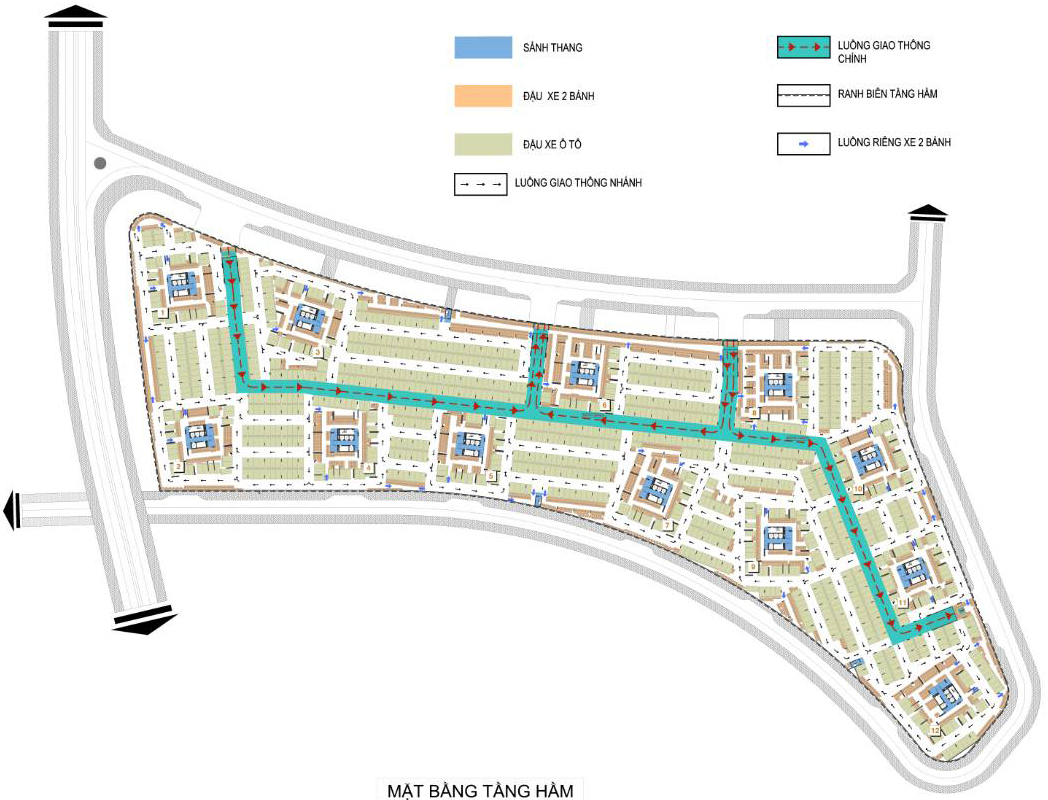 SẢNH THANG
LUỒNG GIAO THÔNG
CHÍNH
ĐẬU XE 2 BÁNH
RANH BIÊN TẦNG HẦM
ĐẬU XE Ô TÔ
LUỒNG RIÊNG XE 2 BÁNH
LUỒNG GIAO THÔNG NHÁNH
1
3
6
8
2
4
5
7
10
9
11
12
MẶT BẰNG TẦNG HẦM